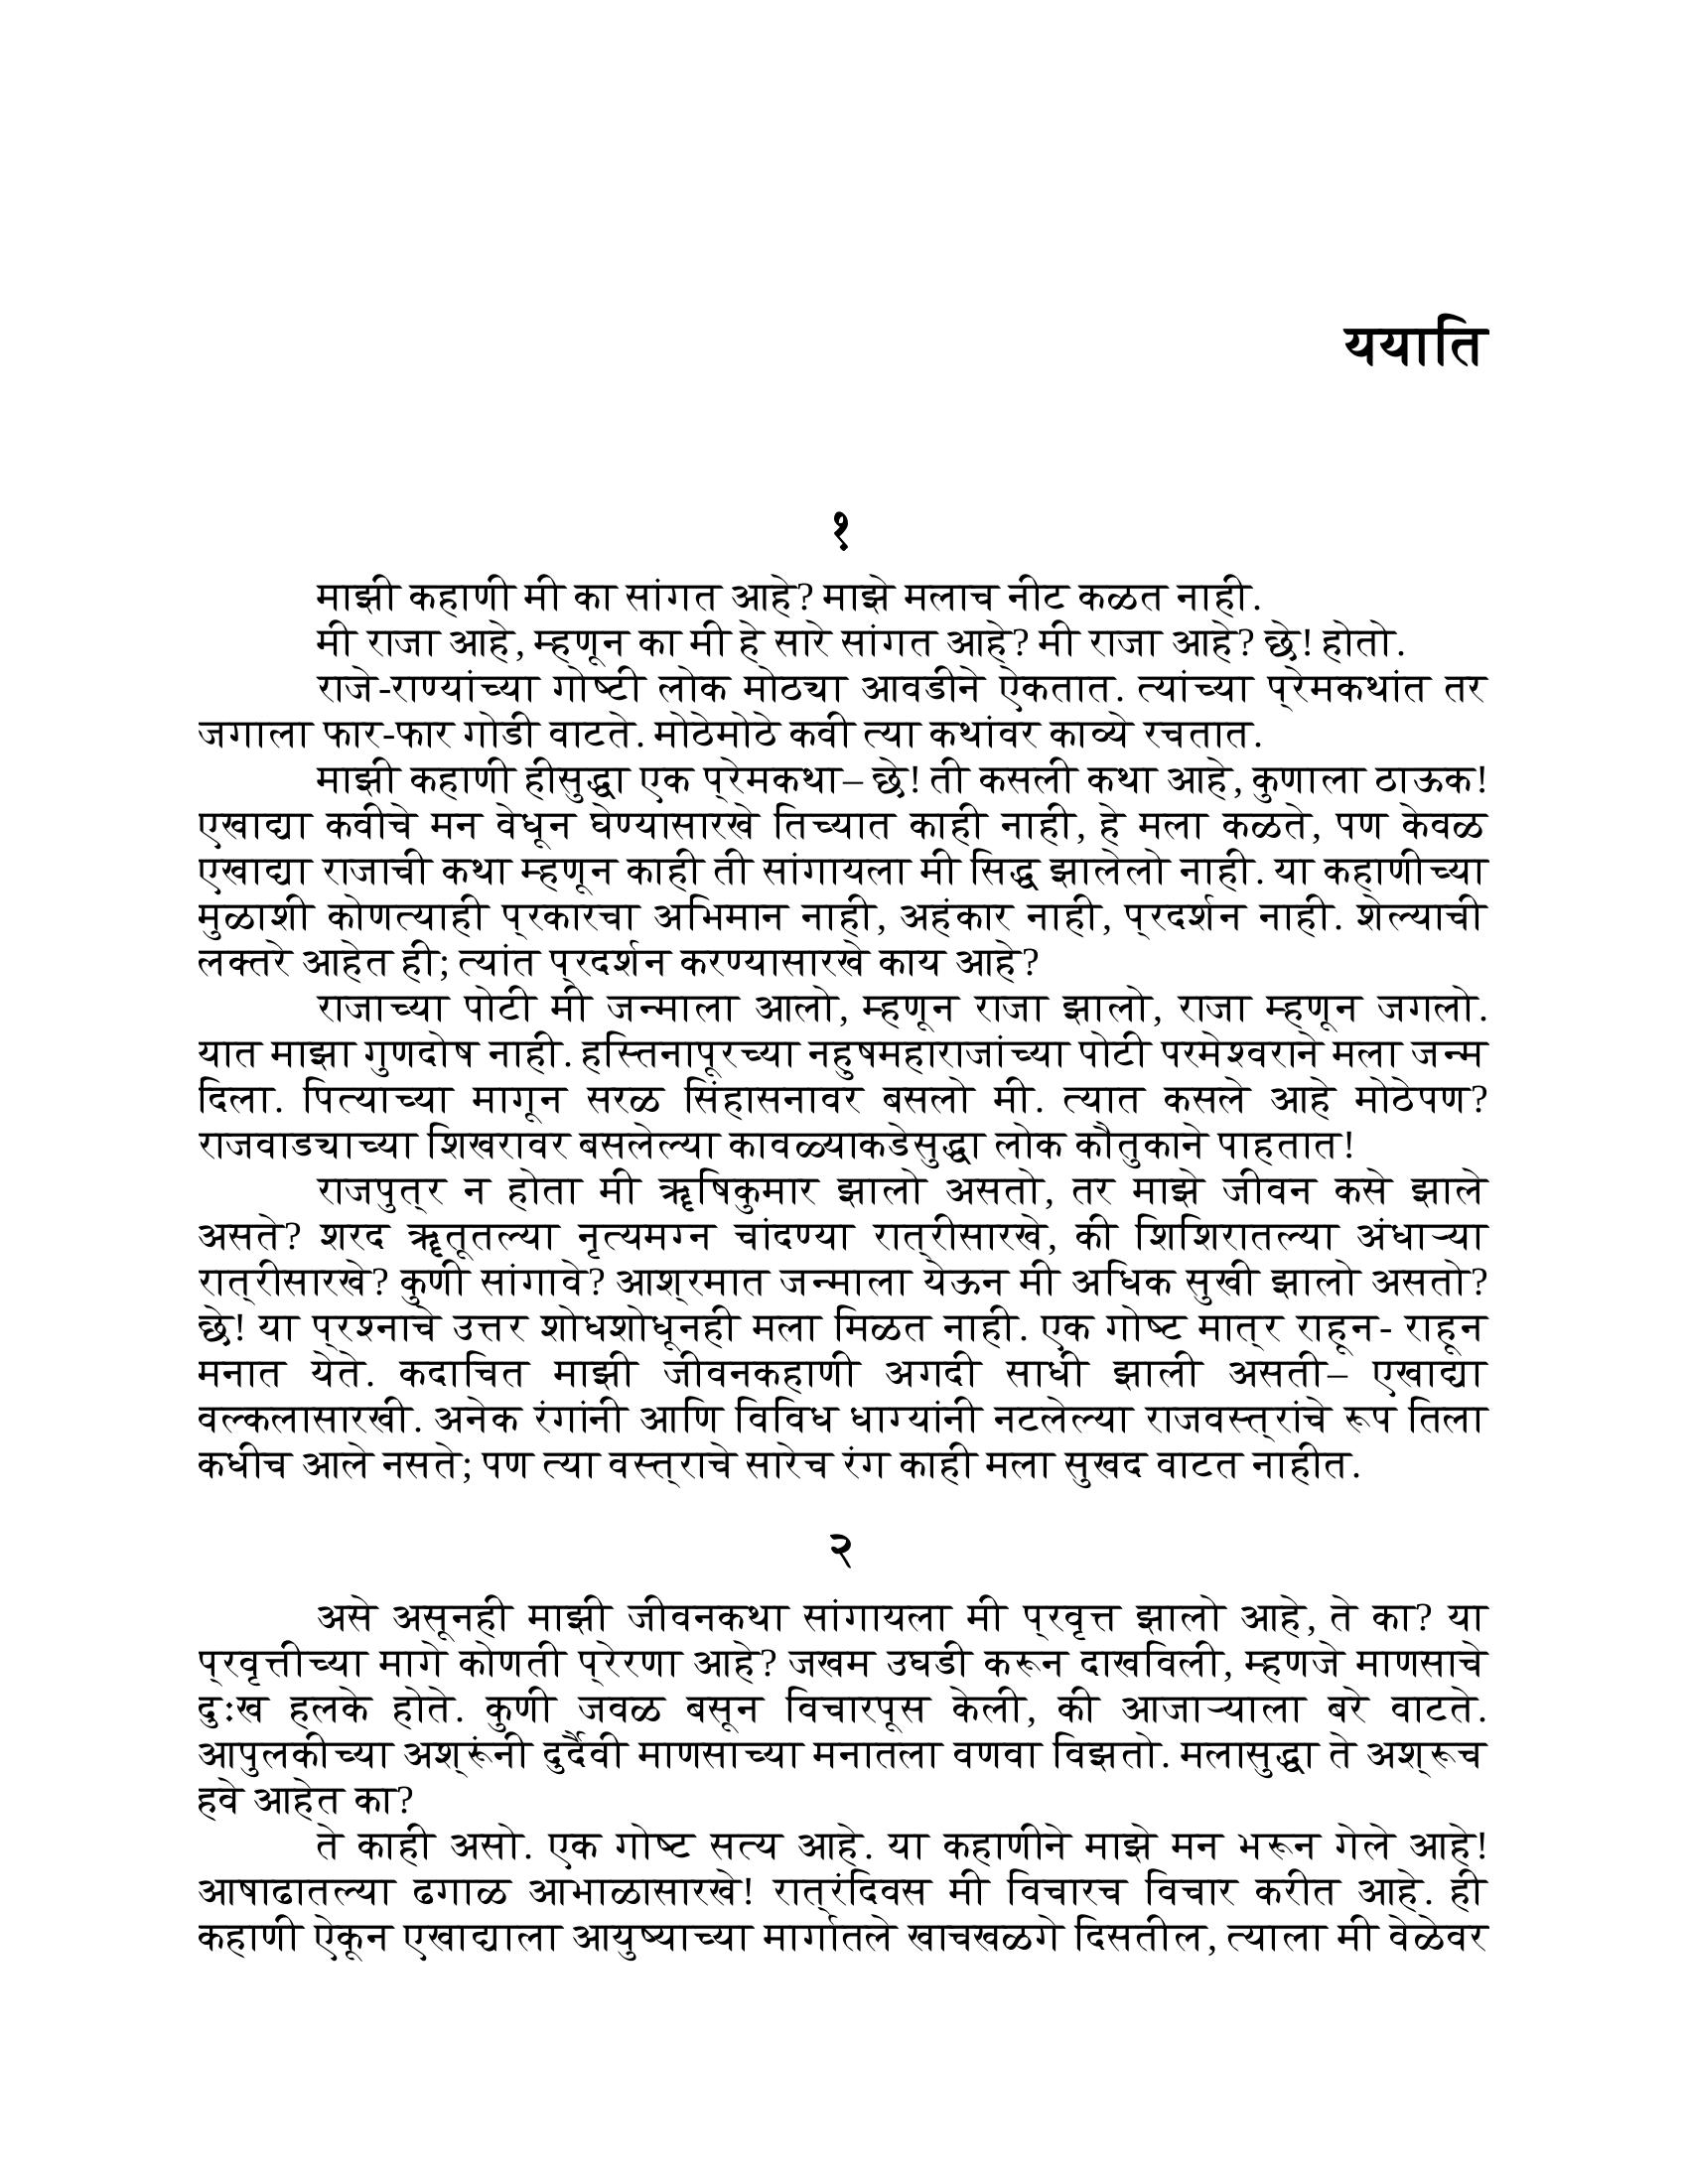 ययाति
१
माझी कहाणी मी का सांगत आहे? माझे मलाच नीट कळत नाही.
मी राजा आहे, म्हणून का मी हे सारे सांगत आहे? मी राजा आहे? छे! होतो.
राजे-राण्यांच्या गोष्टी लोक मोठ्या आवडीने ऐकतात. त्यांच्या प्रेमकथांत तर
जगाला फार-फार गोडी वाटते. मोठेमोठे कवी त्या कथांवर काव्ये रचतात.
माझी कहाणी हीसुद्धा एक प्रेमकथा– छे! ती कसली कथा आहे, कुणाला ठाऊक!
एखाद्या कवीचे मन वेधून घेण्यासारखे तिच्यात काही नाही, हे मला कळते, पण केवळ
एखाद्या राजाची कथा म्हणून काही ती सांगायला मी सिद्ध झालेलो नाही. या कहाणीच्या
मुळाशी कोणत्याही प्रकारचा अभिमान नाही, अहंकार नाही, प्रदर्शन नाही. शेल्याची
लक्तरे आहेत ही; त्यांत प्रदर्शन करण्यासारखे काय आहे?
राजाच्या पोटी मी जन्माला आलो, म्हणून राजा झालो, राजा म्हणून जगलो.
यात माझा गुणदोष नाही. हस्तिनापूरच्या नहुषमहाराजांच्या पोटी परमेश्वराने मला जन्म
दिला. पित्याच्या मागून सरळ सिंहासनावर बसलो मी. त्यात कसले आहे मोठेपण?
राजवाड्याच्या शिखरावर बसलेल्या कावळ्याकडेसुद्धा लोक कौतुकाने पाहतात!
राजपुत्र न होता मी ॠषिकुमार झालो असतो, तर माझे जीवन कसे झाले
असते? शरद ॠतूतल्या नृत्यमग्न चांदण्या रात्रीसारखे, की शिशिरातल्या अंधाऱ्या
रात्रीसारखे? कुणी सांगावे? आश्रमात जन्माला येऊन मी अधिक सुखी झालो असतो?
छे! या प्रश्नाचे उत्तर शोधशोधूनही मला मिळत नाही. एक गोष्ट मात्र राहून- राहून
मनात येते. कदाचित माझी जीवनकहाणी अगदी साधी झाली असती– एखाद्या
वल्कलासारखी. अनेक रंगांनी आणि विविध धाग्यांनी नटलेल्या राजवस्त्रांचे रूप तिला
कधीच आले नसते; पण त्या वस्त्राचे सारेच रंग काही मला सुखद वाटत नाहीत.
२
असे असूनही माझी जीवनकथा सांगायला मी प्रवृत्त झालो आहे, ते का? या
प्रवृत्तीच्या मागे कोणती प्रेरणा आहे? जखम उघडी करून दाखविली, म्हणजे माणसाचे
दुःख हलके होते. कुणी जवळ बसून विचारपूस केली, की आजाऱ्याला बरे वाटते.
आपुलकीच्या अश्रूंनी दुर्दैवी माणसाच्या मनातला वणवा विझतो. मलासुद्धा ते अश्रूच
हवे आहेत का?
ते काही असो. एक गोष्ट सत्य आहे. या कहाणीने माझे मन भरून गेले आहे!
आषाढातल्या ढगाळ आभाळासारखे! रात्रंदिवस मी विचारच विचार करीत आहे. ही
कहाणी ऐकून एखाद्याला आयुष्याच्या मार्गातले खाचखळगे दिसतील, त्याला मी वेळेवर